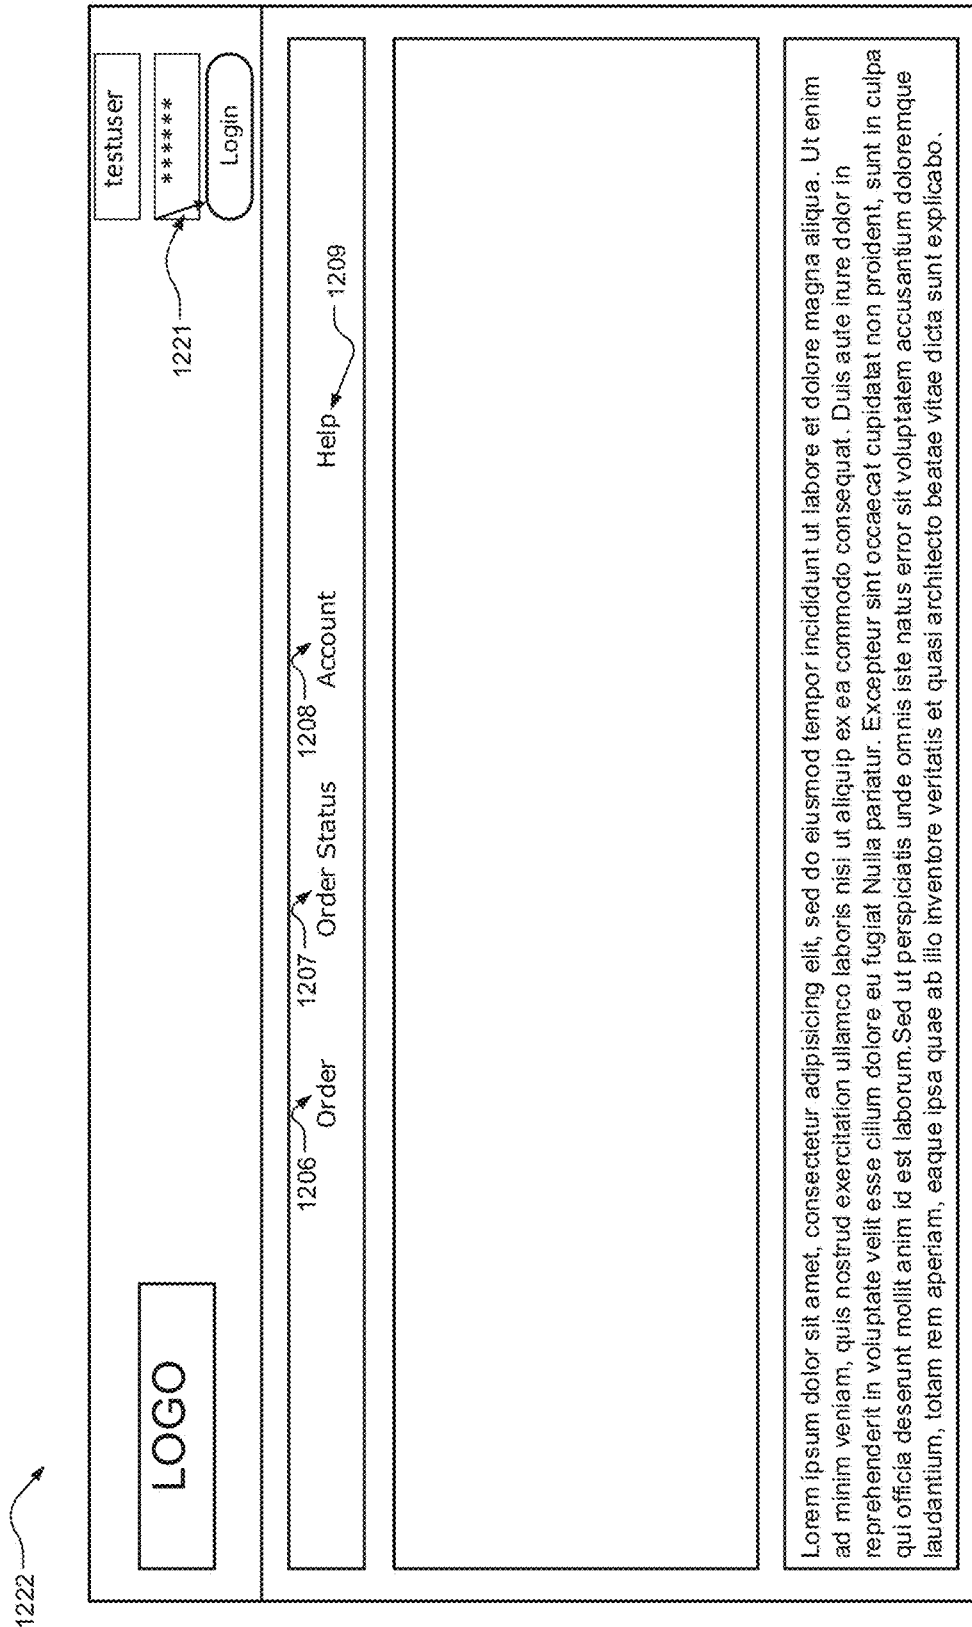 1222
LOGO
testuser
******
Login
1221
1206
Order
1207
Order Status
1208
Account
Help
1209
Lorem ipsum dolor sit amet, consectetur adipisicing elit, sed do eiusmod tempor incididunt ut labore et dolore magna aliqua. Ut enim
ad minim veniam, quis nostrud exercitation ullamco laboris nisi ut aliquip ex ea commodo consequat. Duis aute irure dolor in
reprehenderit in voluptate velit esse cillum dolore eu fugiat Nulla pariatur. Excepteur sint occaecat cupidatat non proident, sunt in culpa
qui officia deserunt mollit anim id est laborum.Sed ut perspiciatis unde omnis iste natus error sit voluptatem accusantium doloremque
laudantium, totam rem aperiam, eaque ipsa quae ab illo inventore veritatis et quasi architecto beatae vitae dicta sunt explicabo.